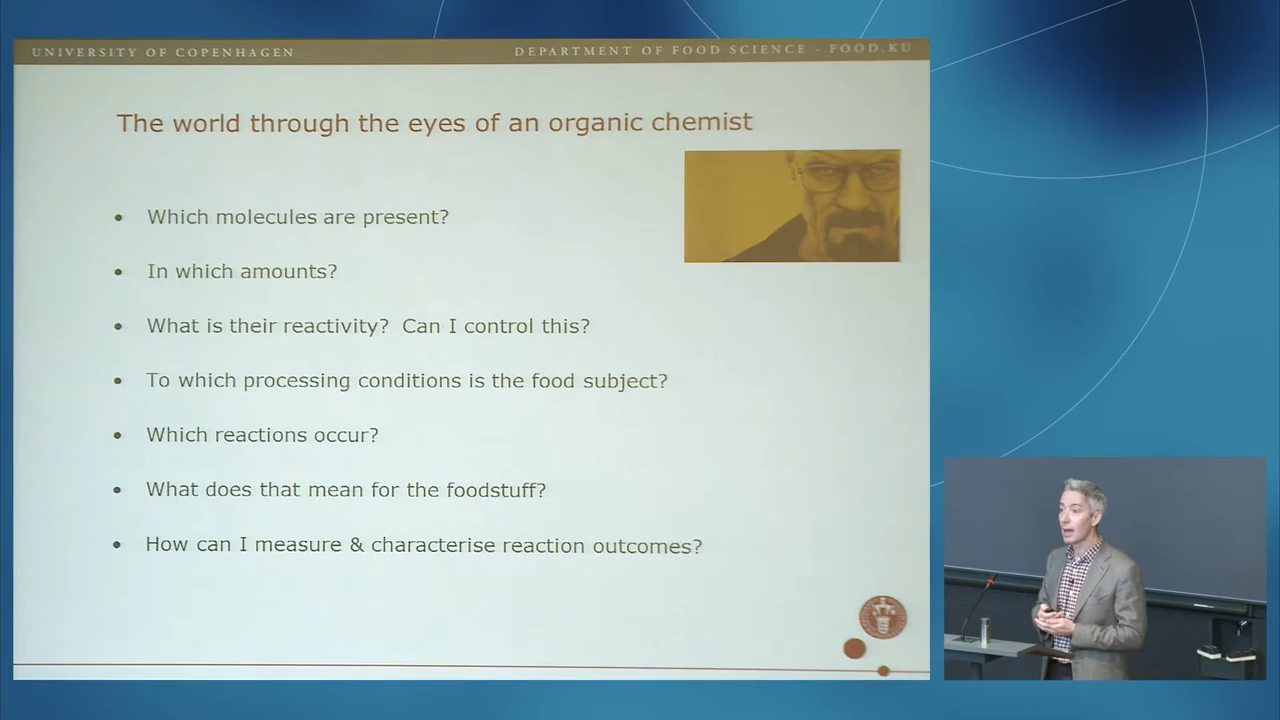 UNIVERSITY OF COPENHAGEN
DEPARTMENT OF FOOD SCIENCE - FOOD.KU
The world through the eyes of an organic chemist
• Which molecules are present?
• In which amounts?
• What is their reactivity? Can I control this?
• To which processing conditions is the food subject?
• Which reactions occur?
• What does that mean for the foodstuff?
• How can I measure & characterise reaction outcomes?